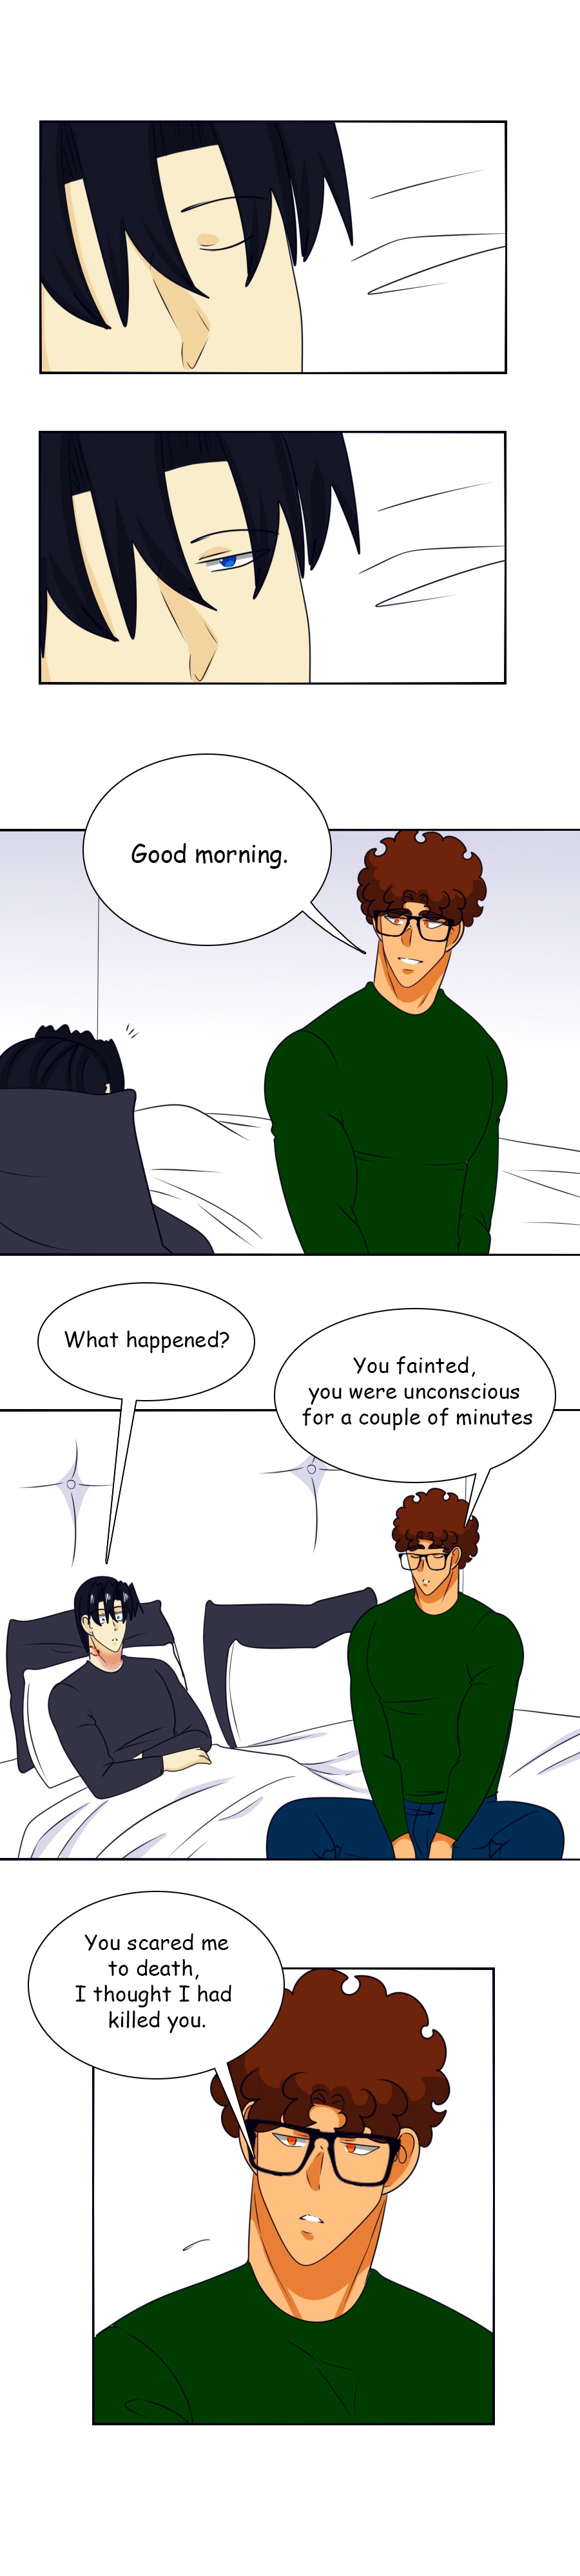 Good morning.
What happened?
You fainted,
you were unconscious
for a couple of minutes
You scared me
to death,
I thought I had
killed you.